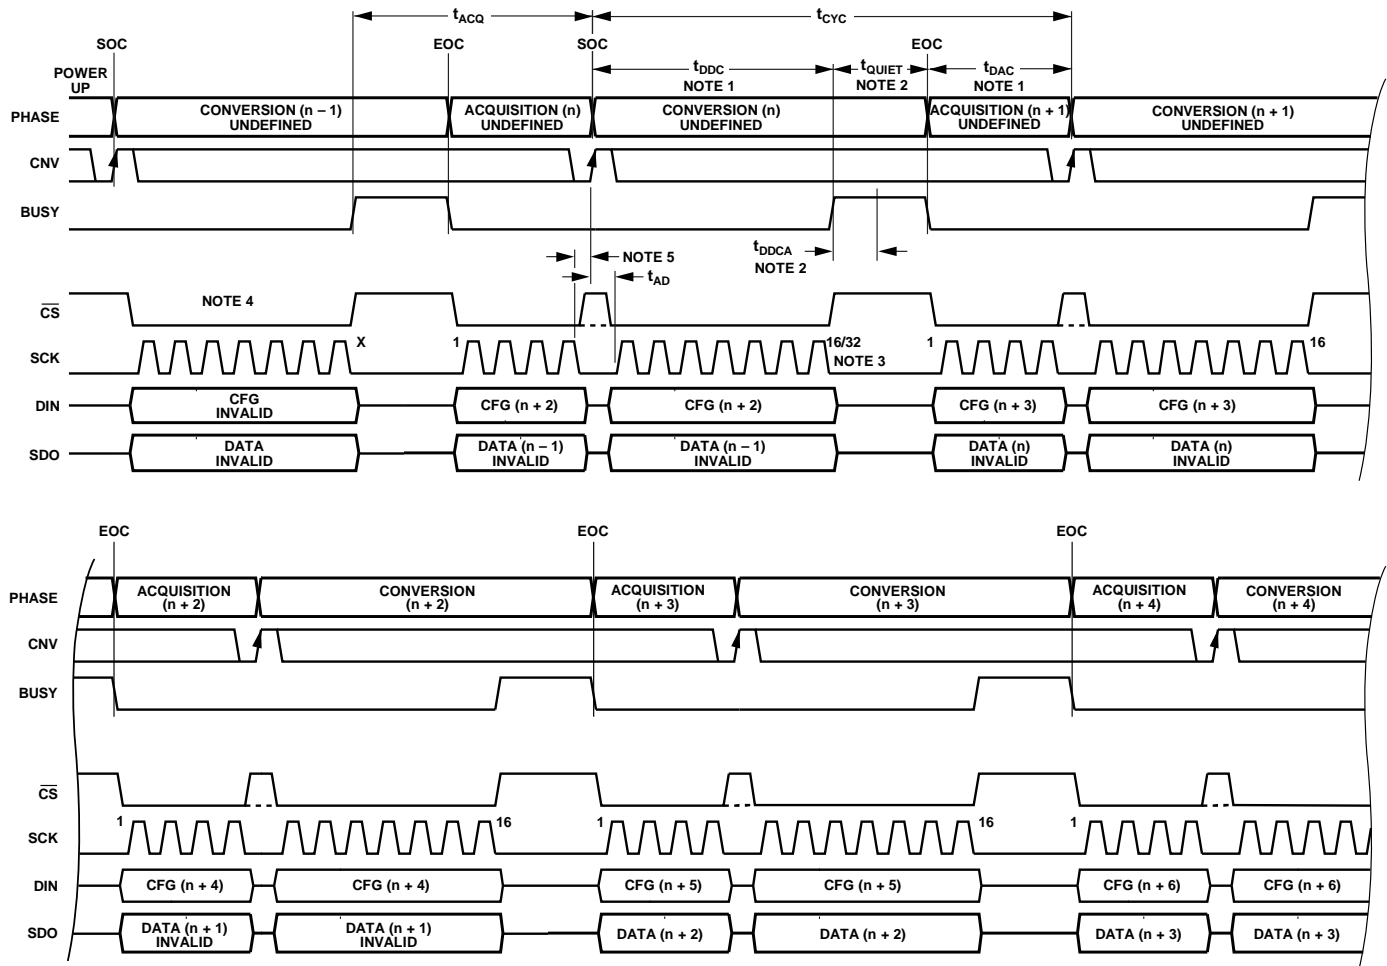 tACQ
tCYC
SOC
EOC
SOC
EOC
tDDC
NOTE 1
tQUIET
NOTE 2
tDAC
NOTE 1
POWER
UP
PHASE
CONVERSION (n – 1)
UNDEFINED
ACQUISITION (n)
UNDEFINED
CONVERSION (n)
UNDEFINED
ACQUISITION (n + 1)
UNDEFINED
CONVERSION (n + 1)
UNDEFINED
CNV
BUSY
NOTE 5
tDDCA
NOTE 2
tAD
CS
NOTE 4
SCK
X
1
16/32
NOTE 3
1
16
DIN
CFG
INVALID
CFG (n + 2)
CFG (n + 2)
CFG (n + 3)
CFG (n + 3)
SDO
DATA
INVALID
DATA (n – 1)
INVALID
DATA (n – 1)
INVALID
DATA (n)
INVALID
DATA (n)
INVALID
EOC
EOC
EOC
PHASE
ACQUISITION
(n + 2)
CONVERSION
(n + 2)
ACQUISITION
(n + 3)
CONVERSION
(n + 3)
ACQUISITION
(n + 4)
CONVERSION
(n + 4)
CNV
BUSY
CS
SCK
1
16
1
16
1
DIN
CFG (n + 4)
CFG (n + 4)
CFG (n + 5)
CFG (n + 5)
CFG (n + 6)
CFG (n + 6)
SDO
DATA (n + 1)
INVALID
DATA (n + 1)
INVALID
DATA (n + 2)
DATA (n + 2)
DATA (n + 3)
DATA (n + 3)